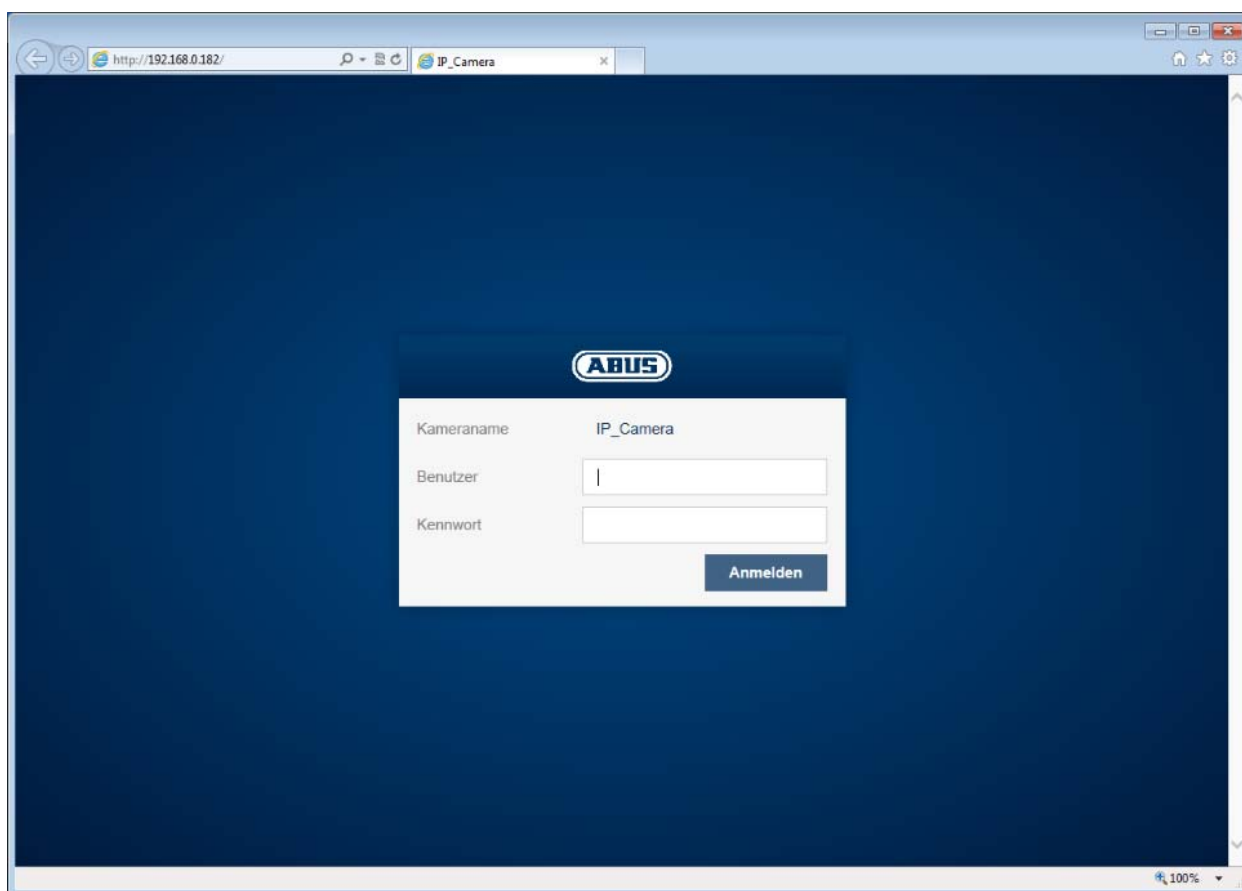 http://192.168.0.182/
IP_Camera
ABUS
Kameraname IP_Camera
Benutzer
Kennwort
Anmelden
100%